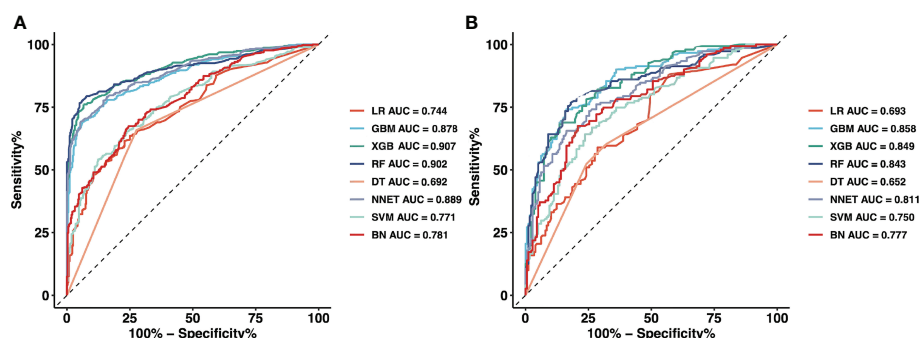 A
100
75
50
25
0
Sensitivity%
0 25 50 75 100
100% − Specificity%
LR AUC = 0.744
GBM AUC = 0.878
XGB AUC = 0.907
RF AUC = 0.902
DT AUC = 0.692
NNET AUC = 0.889
SVM AUC = 0.771
BN AUC = 0.781
B
100
75
50
25
0
Sensitivity%
0 25 50 75 100
100% − Specificity%
LR AUC = 0.693
GBM AUC = 0.858
XGB AUC = 0.849
RF AUC = 0.843
DT AUC = 0.652
NNET AUC = 0.811
SVM AUC = 0.750
BN AUC = 0.777